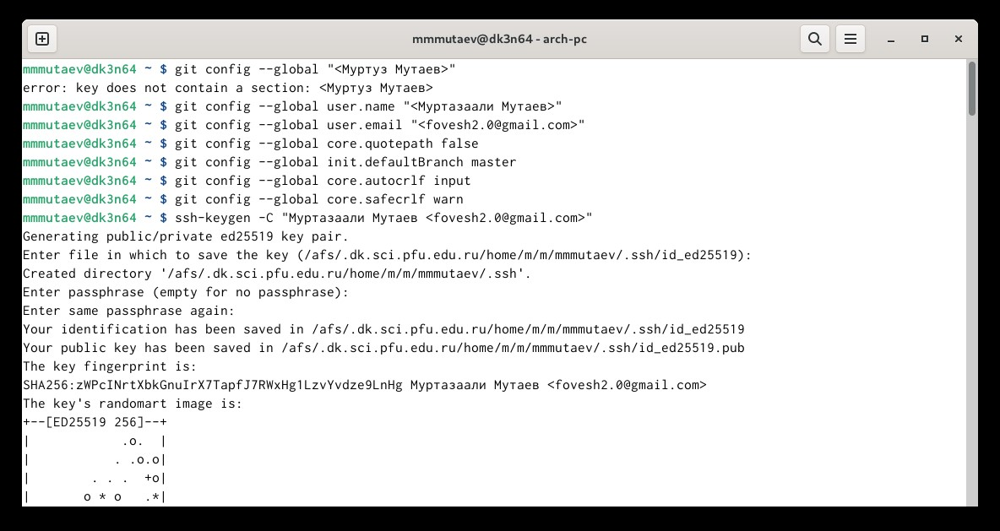 mmmutaev@dk3n64 - arch-pc
mmmutaev@dk3n64 ~ $ git config --global "<Муртуз Мутаев>"
error: key does not contain a section: <Муртуз Мутаев>
mmmutaev@dk3n64 ~ $ git config --global user.name "<Муртазаали Мутаев>"
mmmutaev@dk3n64 ~ $ git config --global user.email "<fovesh2.0@gmail.com>"
mmmutaev@dk3n64 ~ $ git config --global core.quotepath false
mmmutaev@dk3n64 ~ $ git config --global init.defaultBranch master
mmmutaev@dk3n64 ~ $ git config --global core.autocrlf input
mmmutaev@dk3n64 ~ $ git config --global core.safecrlf warn
mmmutaev@dk3n64 ~ $ ssh-keygen -C "Муртазаали Мутаев <fovesh2.0@gmail.com>"
Generating public/private ed25519 key pair.
Enter file in which to save the key (/afs/.dk.sci.pfu.edu.ru/home/m/m/mmmutaev/.ssh/id_ed25519):
Created directory '/afs/.dk.sci.pfu.edu.ru/home/m/m/mmmutaev/.ssh'.
Enter passphrase (empty for no passphrase):
Enter same passphrase again:
Your identification has been saved in /afs/.dk.sci.pfu.edu.ru/home/m/m/mmmutaev/.ssh/id_ed25519
Your public key has been saved in /afs/.dk.sci.pfu.edu.ru/home/m/m/mmmutaev/.ssh/id_ed25519.pub
The key fingerprint is:
SHA256:zWPcINrtXbkGnuIrX7TapfJ7RWxHg1LzvYvdze9LnHg Муртазаали Мутаев <fovesh2.0@gmail.com>
The key's randomart image is:
+--[ED25519 256]--+
|            .o.  |
|           . .o.o|
|        . . .  +o|
|       o * o   .*|